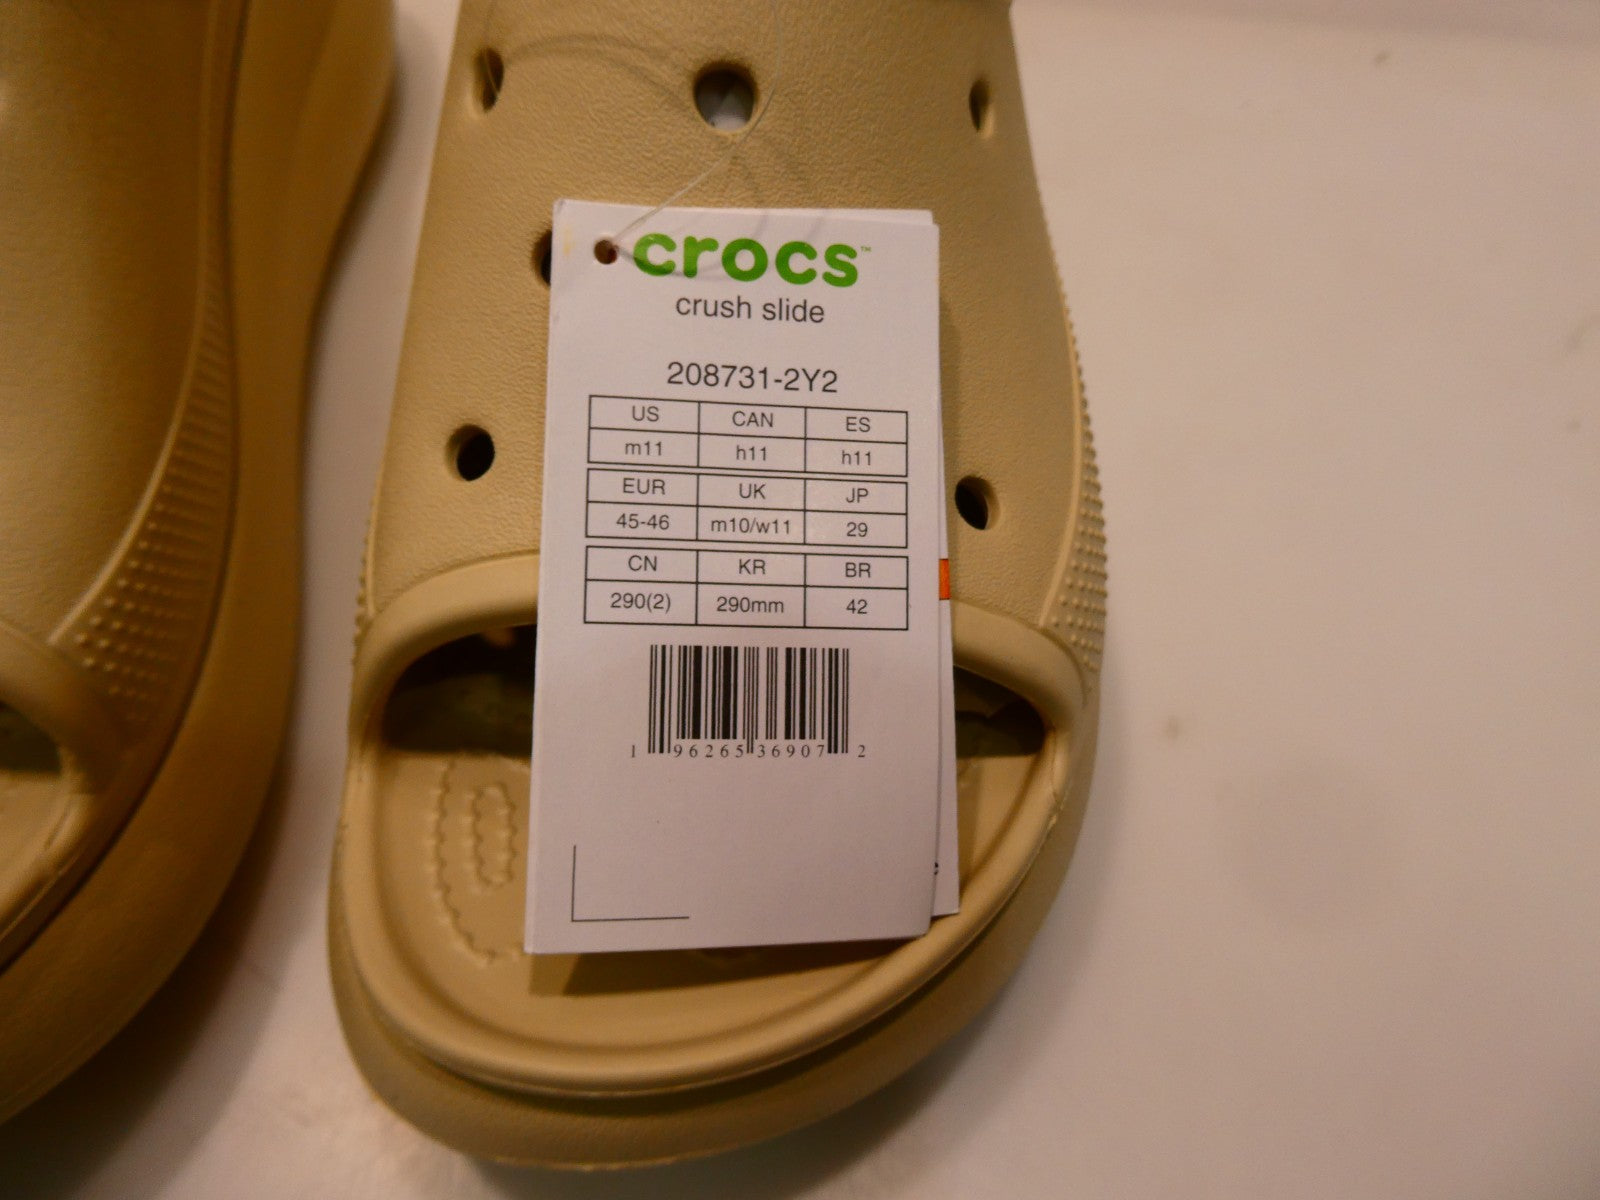 crocs™
crush slide
208731-2Y2
US CAN ES
m11 h11 h11
EUR UK JP
45-46 m10/w11 29
CN KR BR
290(2) 290mm 42
1 96265 36907 2